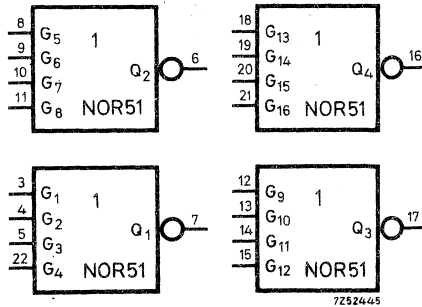 8 G5 1
9 G6 Q2 6
10 G7
11 G8 NOR51
18 G13 1
19 G14 Q4 16
20 G15
21 G16 NOR51
3 G1 1
4 G2 Q1 7
5 G3
22 G4 NOR51
12 G9 1
13 G10 Q3 17
14 G11
15 G12 NOR51
7Z52445